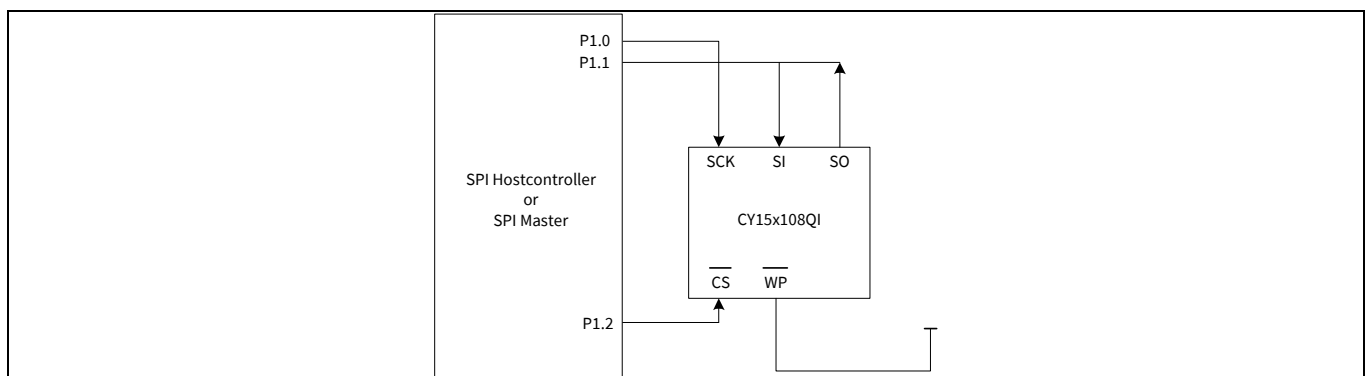 P1.0
P1.1
SCK SI SO
SPI Hostcontroller
or
SPI Master
CY15x108QI
CS WP
P1.2